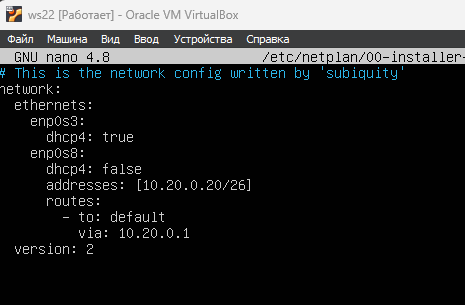 ws22 [Работает] - Oracle VM VirtualBox
Файл Машина Вид Ввод Устройства Справка
GNU nano 4.8 /etc/netplan/00-installer-
# This is the network config written by 'subiquity'
network:
  ethernets:
    enp0s3:
      dhcp4: true
    enp0s8:
      dhcp4: false
      addresses: [10.20.0.20/26]
      routes:
        - to: default
          via: 10.20.0.1
  version: 2